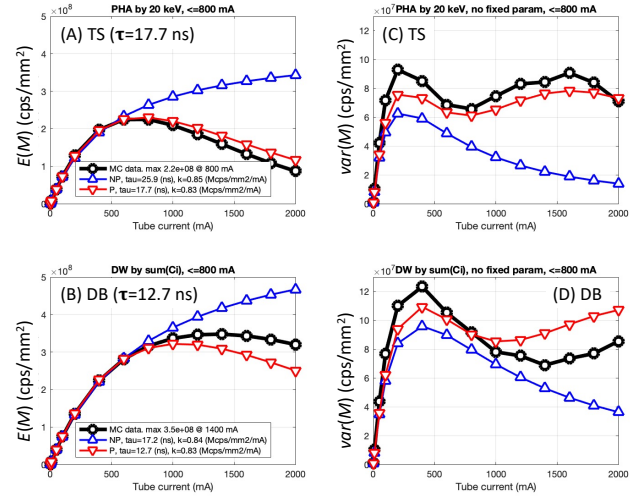 PHA by 20 keV, <=800 mA
×10⁸
(A) TS (τ=17.7 ns)
E(M) (cps/mm²)
5
4
3
2
1
0
MC data. max 2.2e+08 @ 800 mA
NP, tau=25.9 (ns), k=0.85 (Mcps/mm2/mA)
P, tau=17.7 (ns), k=0.83 (Mcps/mm2/mA)
0 500 1000 1500 2000
Tube current (mA)
PHA by 20 keV, no fixed param, <=800 mA
×10⁷
(C) TS
var(M) (cps/mm²)
12
10
8
6
4
2
0
0 500 1000 1500 2000
Tube current (mA)
DW by sum(Ci), <=800 mA
×10⁸
(B) DB (τ=12.7 ns)
E(M) (cps/mm²)
5
4
3
2
1
0
MC data. max 3.5e+08 @ 1400 mA
NP, tau=17.2 (ns), k=0.84 (Mcps/mm2/mA)
P, tau=12.7 (ns), k=0.83 (Mcps/mm2/mA)
0 500 1000 1500 2000
Tube current (mA)
DW by sum(Ci), no fixed param, <=800 mA
×10⁷
(D) DB
var(M) (cps/mm²)
12
10
8
6
4
2
0
0 500 1000 1500 2000
Tube current (mA)